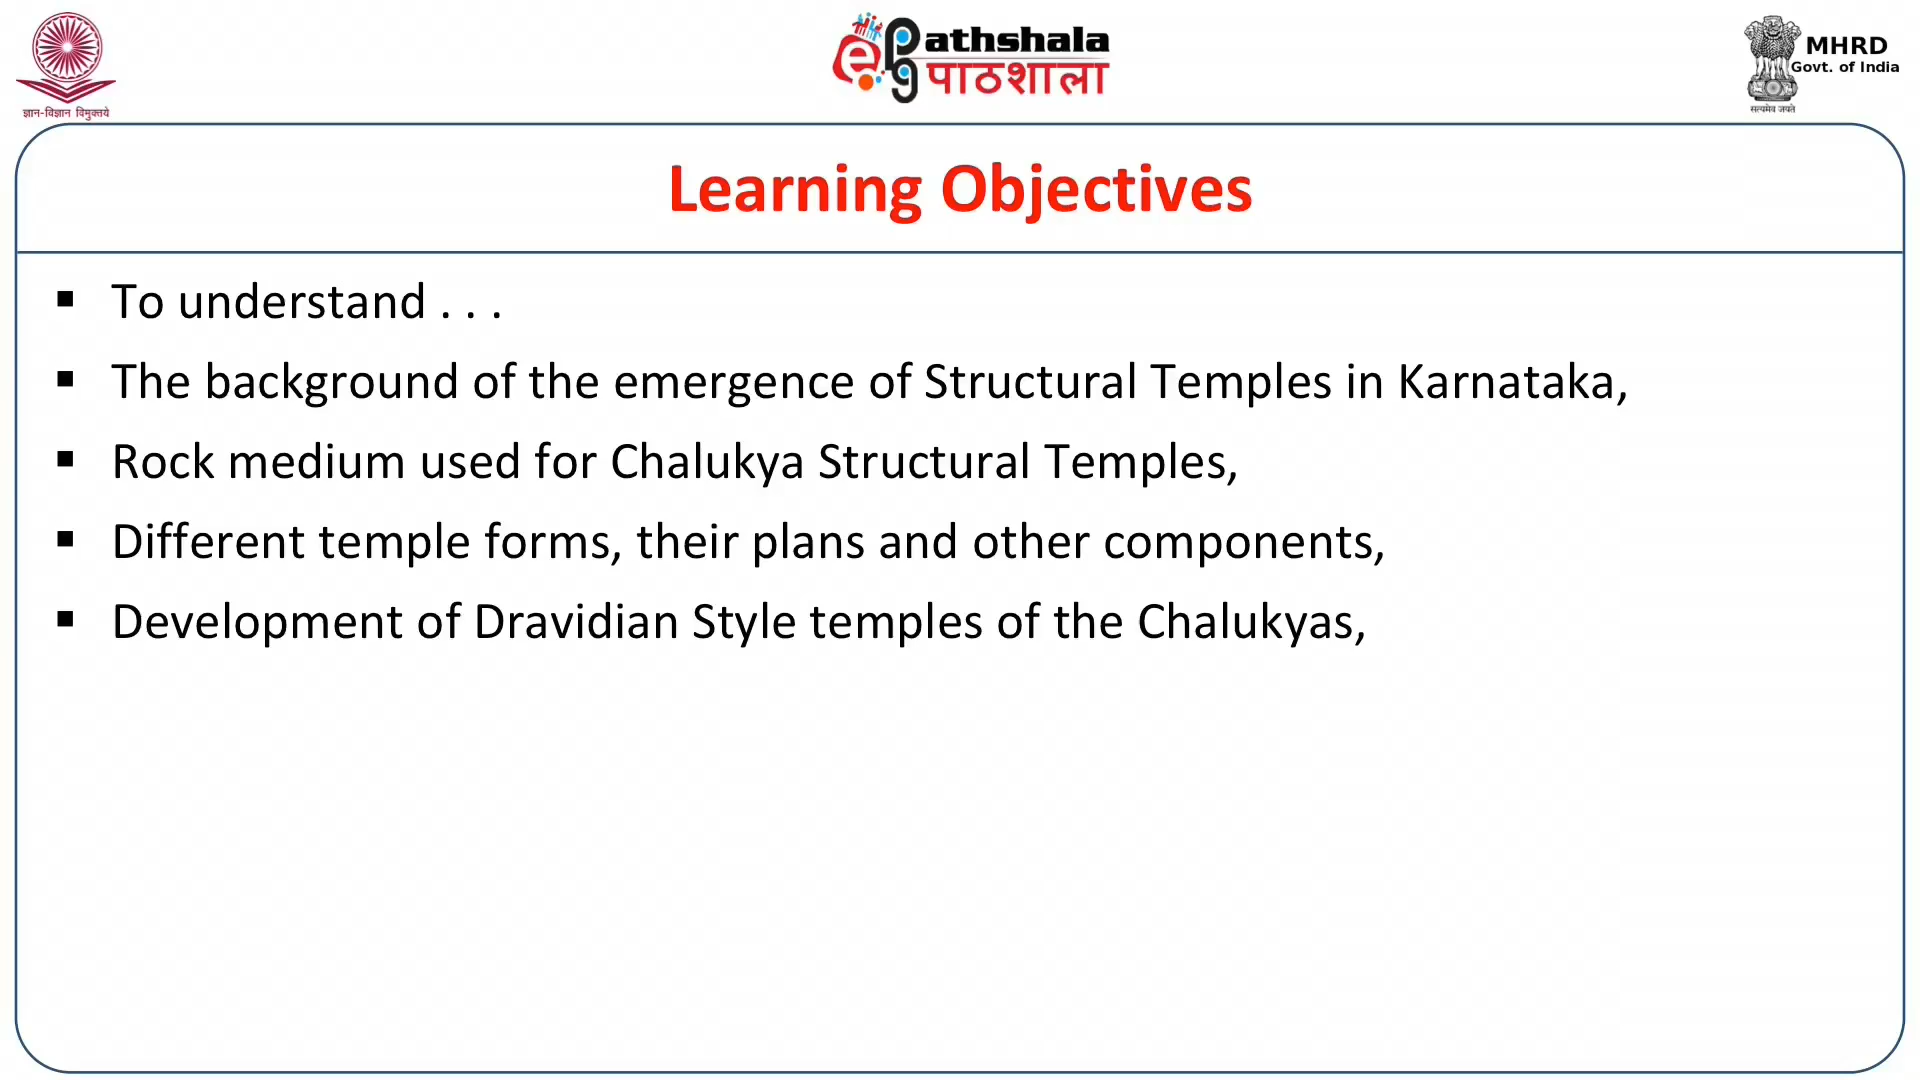 ज्ञान-विज्ञान विमुक्तये
ePG Pathshala
पाठशाला
MHRD
Govt. of India
सत्यमेव जयते
Learning Objectives
▪ To understand . . .
▪ The background of the emergence of Structural Temples in Karnataka,
▪ Rock medium used for Chalukya Structural Temples,
▪ Different temple forms, their plans and other components,
▪ Development of Dravidian Style temples of the Chalukyas,